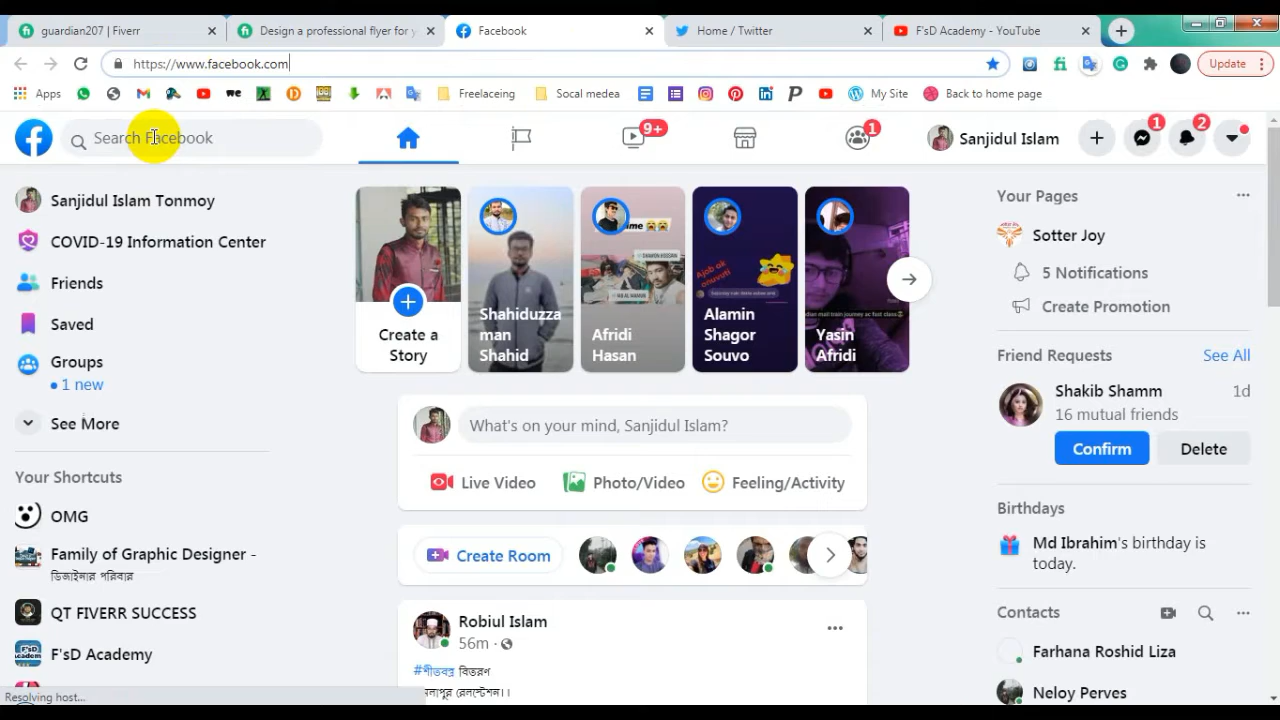 guardian207 | Fiverr
Design a professional flyer for y
Facebook
Home / Twitter
F'sD Academy - YouTube
https://www.facebook.com
Update
Apps
Freelaceing
Socal medea
My Site
Back to home page
Search Facebook
9+
1
Sanjidul Islam
1
2
Sanjidul Islam Tonmoy
COVID-19 Information Center
Friends
Saved
Groups
1 new
See More
Your Shortcuts
OMG
Family of Graphic Designer -
ডিজাইনার পরিবার
QT FIVERR SUCCESS
F'sD Academy
Resolving host...
Create a
Story
Shahiduzza
man
Shahid
Afridi
Hasan
Alamin
Shagor
Souvo
Yasin
Afridi
What's on your mind, Sanjidul Islam?
Live Video
Photo/Video
Feeling/Activity
Create Room
Robiul Islam
56m
#শীতবস্ত্র বিতরণ
Your Pages
Sotter Joy
5 Notifications
Create Promotion
Friend Requests
See All
Shakib Shamm
1d
16 mutual friends
Confirm
Delete
Birthdays
Md Ibrahim's birthday is
today.
Contacts
Farhana Roshid Liza
Neloy Perves